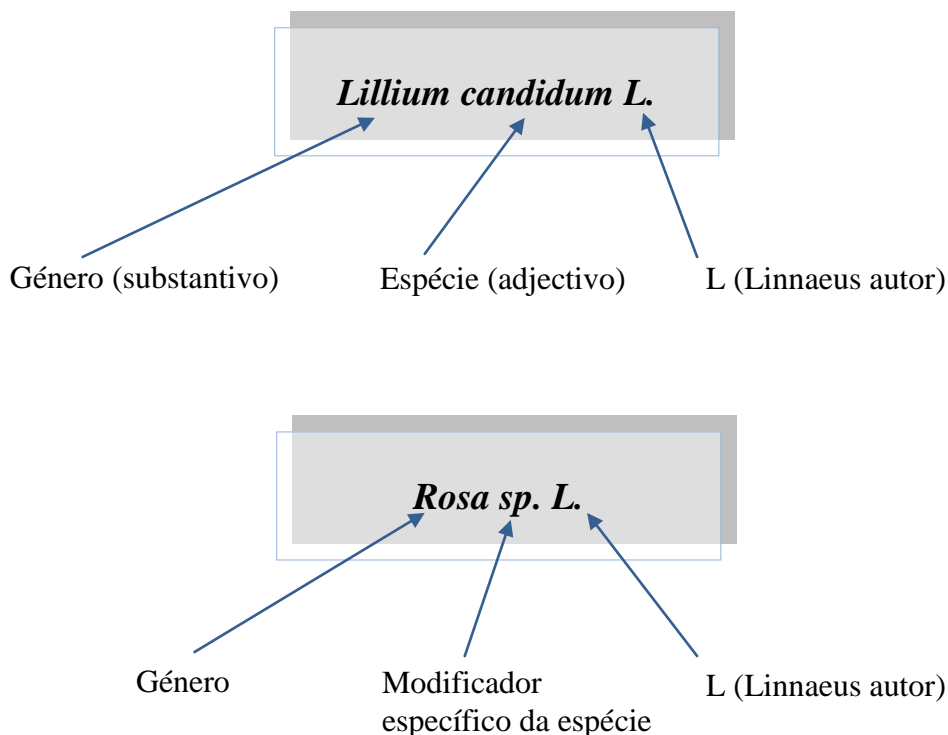 Lillium candidum L.
Género (substantivo) Espécie (adjectivo) L (Linnaeus autor)
Rosa sp. L.
Género Modificador L (Linnaeus autor)
específico da espécie